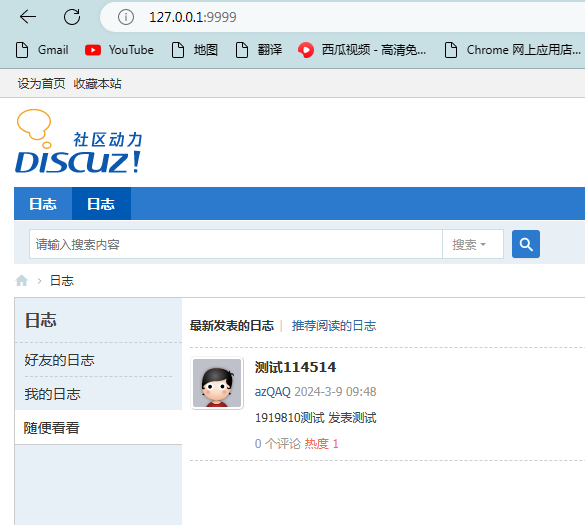 127.0.0.1:9999
Gmail YouTube 地图 翻译 西瓜视频 - 高清免... Chrome 网上应用店...
设为首页 收藏本站
社区动力
DISCUZ!
日志 日志
请输入搜索内容 搜索
日志
日志
最新发表的日志 推荐阅读的日志
好友的日志
我的日志
随便看看
测试114514
azQAQ 2024-3-9 09:48
1919810测试 发表测试
0 个评论 热度 1